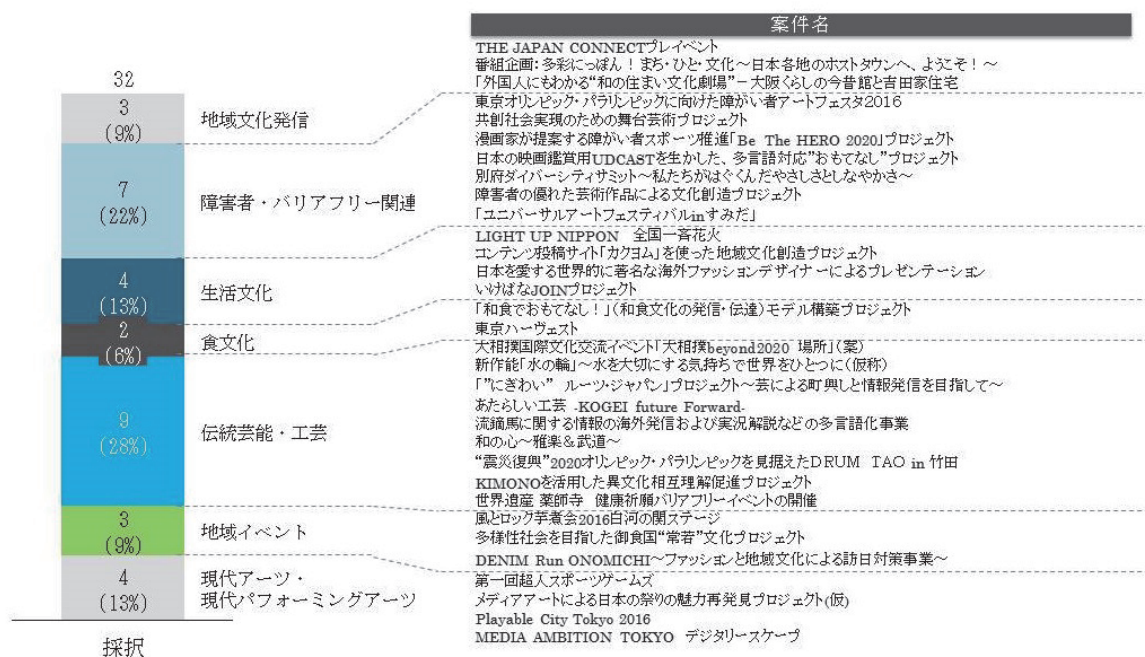 案件名
32
3
(9%)
地域文化発信
THE JAPAN CONNECTプレイベント
番組企画:多彩にっぽん!まち・ひと・文化~日本各地のホストタウンへ、ようこそ!~
「外国人にもわかる“和の住まい文化劇場”-大阪くらしの今昔館と吉田家住宅
7
(22%)
障害者・バリアフリー関連
東京オリンピック・パラリンピックに向けた障がい者アートフェスタ2016
共創社会実現のための舞台芸術プロジェクト
漫画家が提案する障がい者スポーツ推進「Be The HERO 2020」プロジェクト
日本の映画鑑賞用UDCASTを生かした、多言語対応”おもてなし”プロジェクト
別府ダイバーシティサミット~私たちがはぐくんだやさしさとしなやかさ~
障害者の優れた芸術作品による文化創造プロジェクト
「ユニバーサルアートフェスティバルinすみだ」
4
(13%)
生活文化
LIGHT UP NIPPON 全国一斉花火
コンテンツ投稿サイト「カクヨム」を使った地域文化創造プロジェクト
日本を愛する世界的に著名な海外ファッションデザイナーによるプレゼンテーション
いけばなJOINプロジェクト
2
(6%)
食文化
「和食でおもてなし!」(和食文化の発信・伝達)モデル構築プロジェクト
東京ハーヴェスト
9
(28%)
伝統芸能・工芸
大相撲国際文化交流イベント「大相撲beyond2020 場所」(案)
新作能「水の輪」~水を大切にする気持ちで世界をひとつに(仮称)
「”にぎわい” ルーツ・ジャパン」プロジェクト~芸による町興しと情報発信を目指して~
あたらしい工芸 -KOGEI future Forward-
流鏑馬に関する情報の海外発信および実況解説などの多言語化事業
和の心~雅楽&武道~
“震災復興”2020オリンピック・パラリンピックを見据えたDRUM TAO in 竹田
KIMONOを活用した異文化相互理解促進プロジェクト
世界遺産 薬師寺 健康祈願バリアフリーイベントの開催
3
(9%)
地域イベント
風とロック芋煮会2016白河の関ステージ
多様性社会を目指した御食国“常若”文化プロジェクト
DENIM Run ONOMICHI~ファッションと地域文化による訪日対策事業~
4
(13%)
現代アーツ・
現代パフォーミングアーツ
第一回超人スポーツゲームズ
メディアアートによる日本の祭りの魅力再発見プロジェクト(仮)
Playable City Tokyo 2016
MEDIA AMBITION TOKYO デジタリースケープ
採択